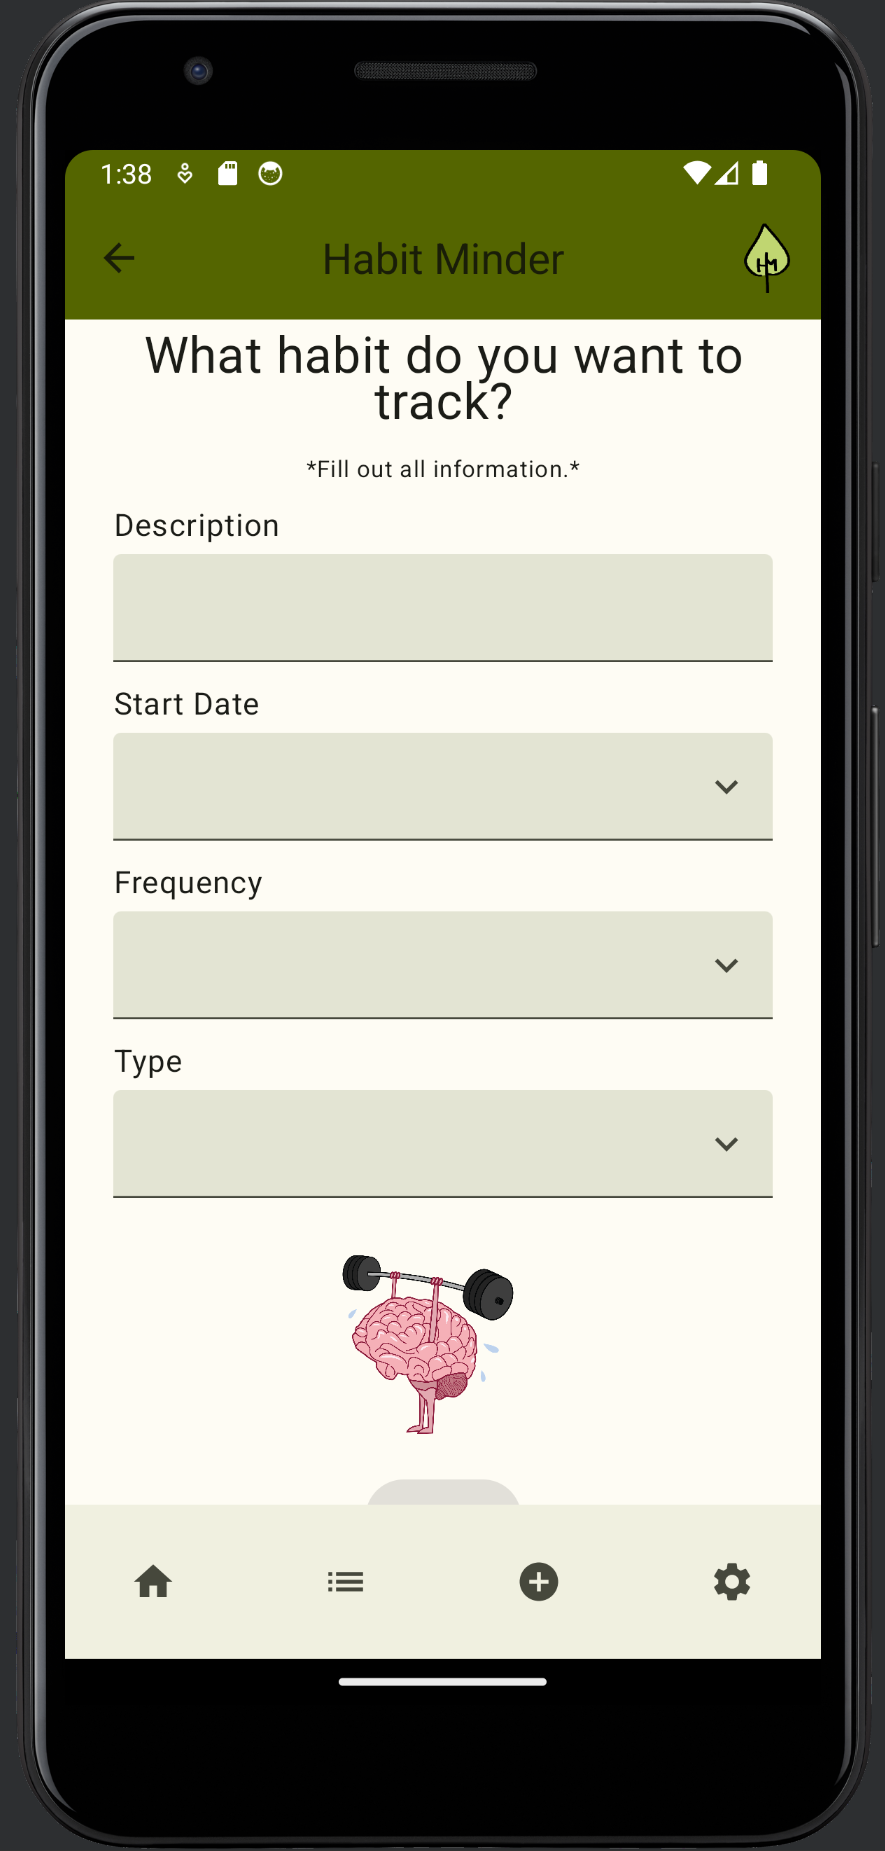 1:38
Habit Minder
HM
What habit do you want to
track?
*Fill out all information.*
Description
Start Date
Frequency
Type